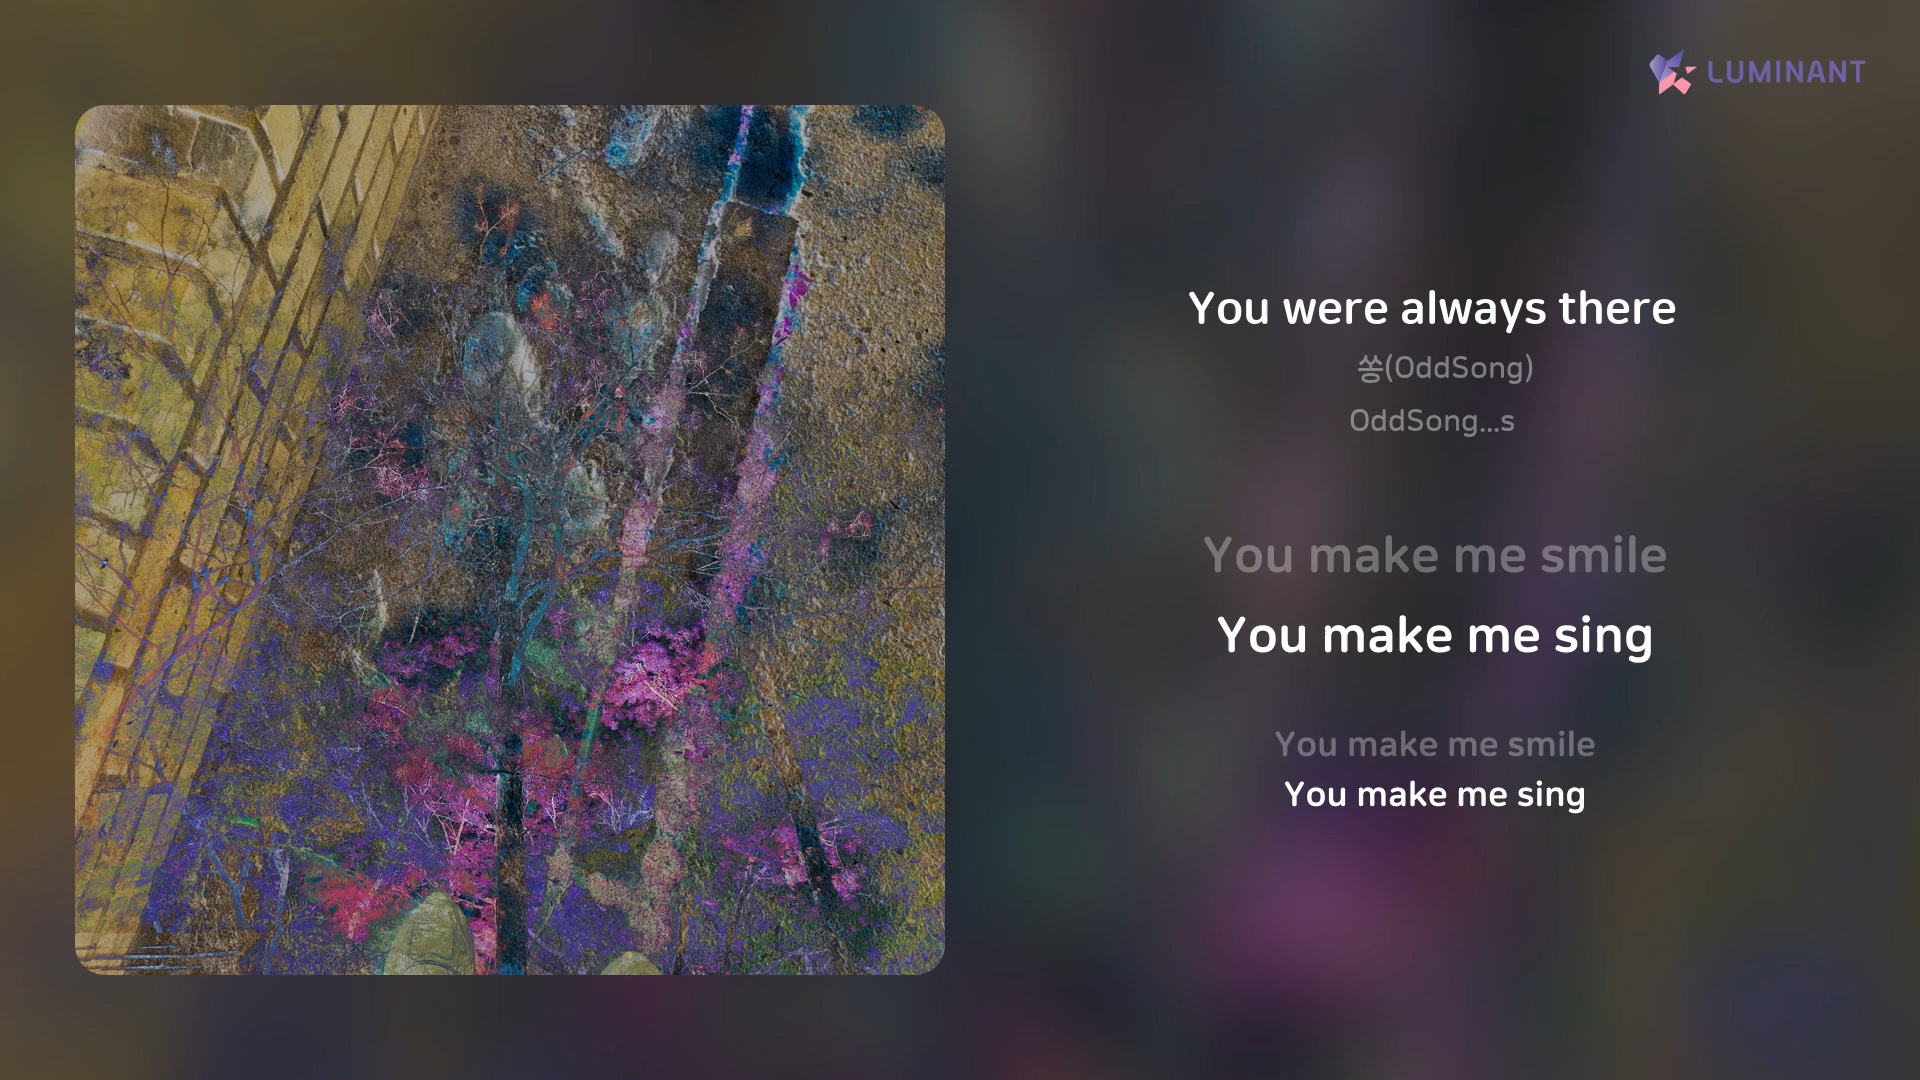 LUMINANT
You were always there
쏭(OddSong)
OddSong...s
You make me smile
You make me sing
You make me smile
You make me sing